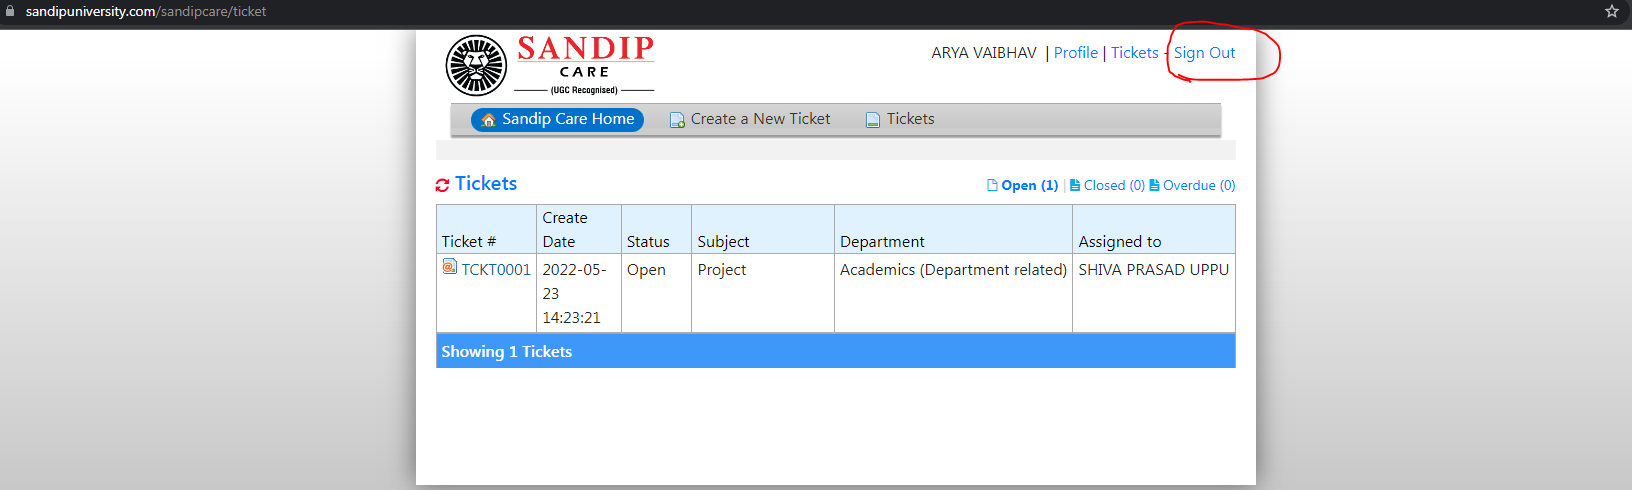 sandipuniversity.com/sandipcare/ticket
SANDIP
CARE
(UGC Recognised)
ARYA VAIBHAV | Profile | Tickets - Sign Out
Sandip Care Home Create a New Ticket Tickets
Tickets
Open (1) | Closed (0) Overdue (0)
Ticket # Create Date Status Subject Department Assigned to
TCKT0001 2022-05-23 14:23:21 Open Project Academics (Department related) SHIVA PRASAD UPPU
Showing 1 Tickets